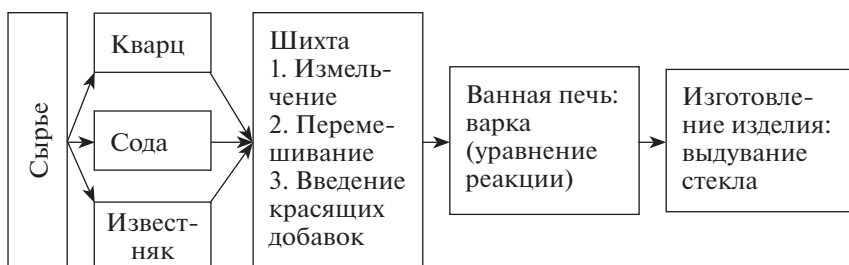 Сырье
Кварц
Сода
Извест-
няк
Шихта
1. Измель-
чение
2. Переме-
шивание
3. Введение
красящих
добавок
Ванная печь:
варка
(уравнение
реакции)
Изготовле-
ние изделия:
выдувание
стекла